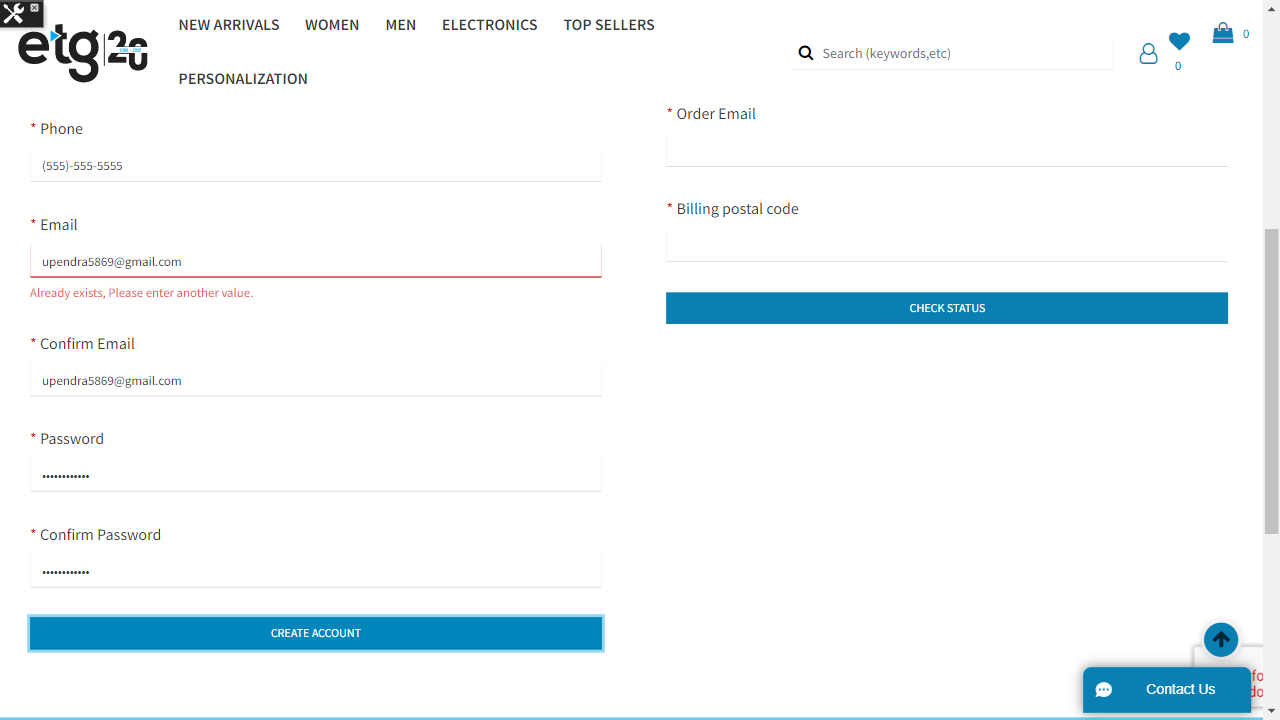 NEW ARRIVALS WOMEN MEN ELECTRONICS TOP SELLERS
etg 20
PERSONALIZATION
Search (keywords,etc)
0
0
* Phone
(555)-555-5555
* Email
upendra5869@gmail.com
Already exists, Please enter another value.
* Confirm Email
upendra5869@gmail.com
* Password
••••••••••••
* Confirm Password
••••••••••••
CREATE ACCOUNT
* Order Email
* Billing postal code
CHECK STATUS
Contact Us